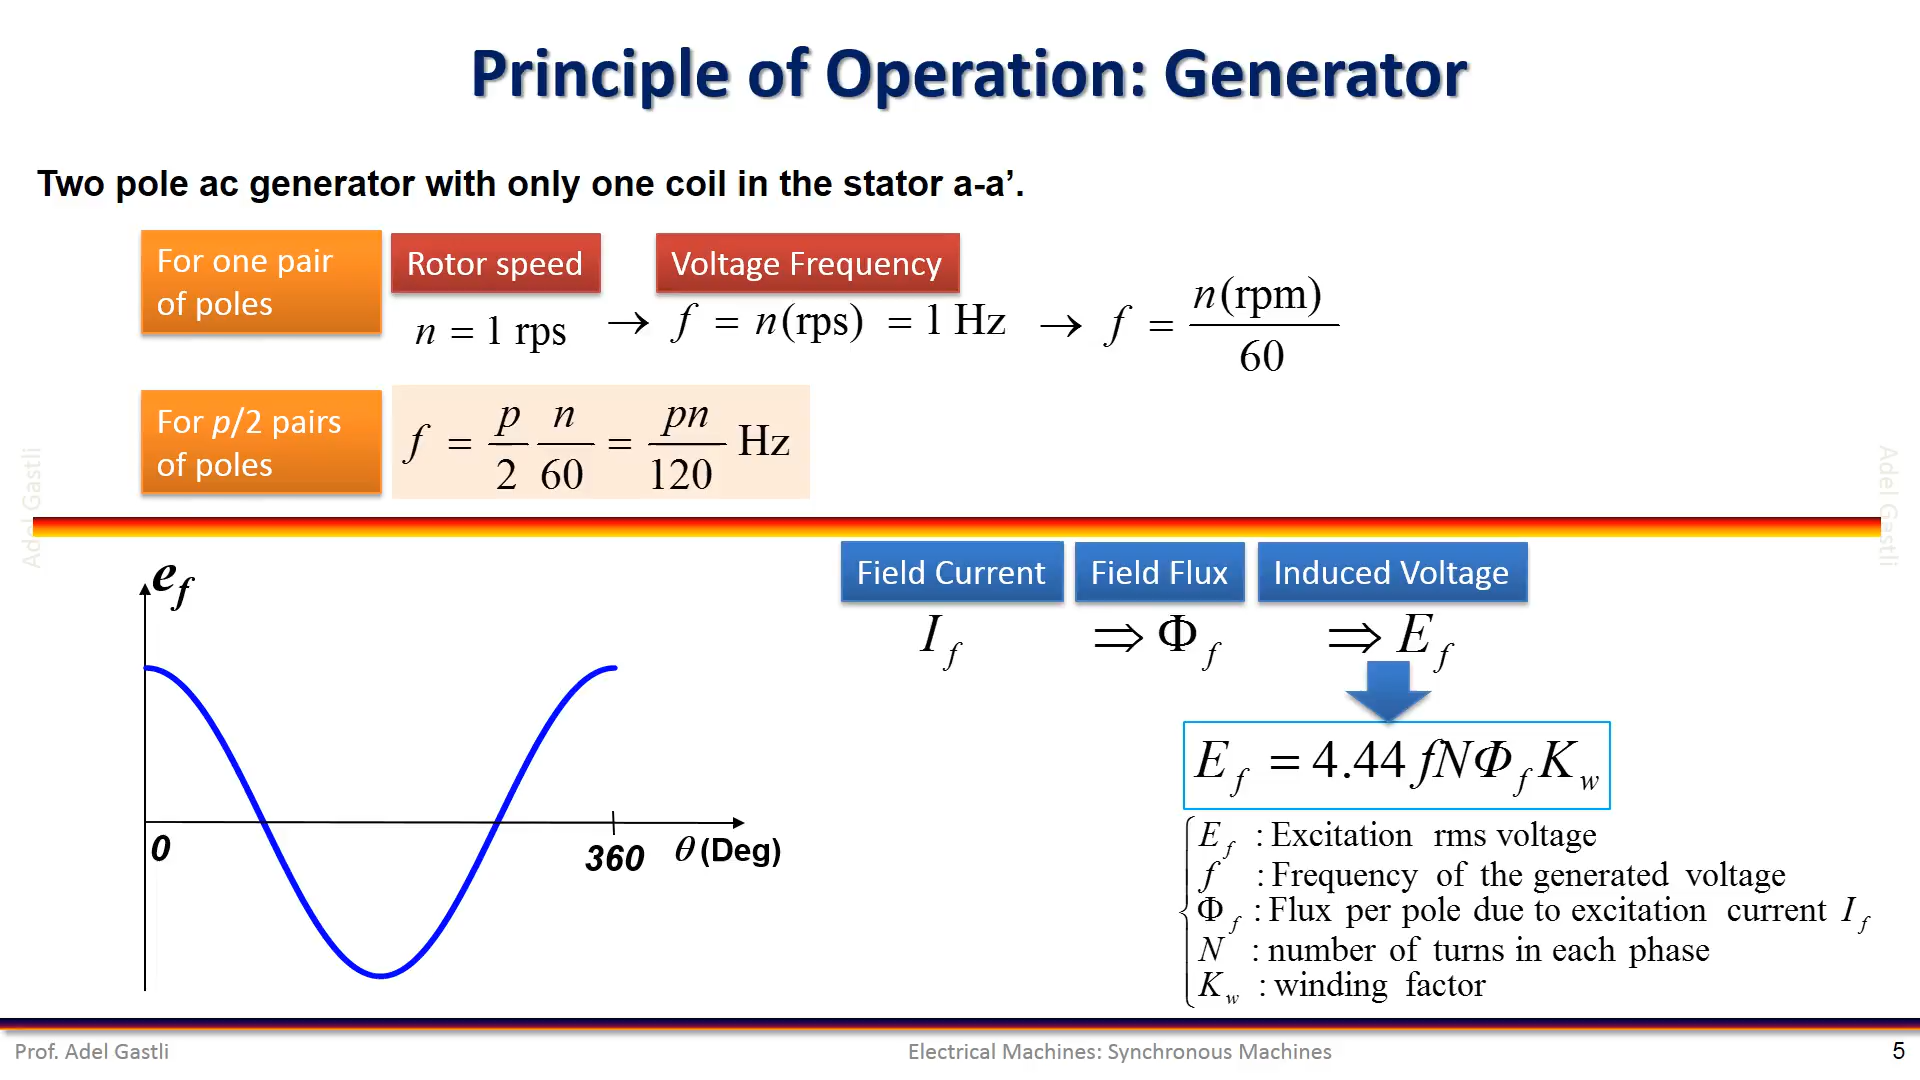 Principle of Operation: Generator
Two pole ac generator with only one coil in the stator a-a’.
For one pair
of poles
Rotor speed
Voltage Frequency
n = 1 rps → f = n(rps) = 1 Hz → f = n(rpm)/60
For p/2 pairs
of poles
f = p/2 n/60 = pn/120 Hz
Adel Gastli
Adel Gastli
e_f
0
360
θ (Deg)
Field Current
Field Flux
Induced Voltage
I_f ⇒ Φ_f ⇒ E_f
E_f = 4.44 fNΦ_f K_w
E_f : Excitation rms voltage
f : Frequency of the generated voltage
Φ_f : Flux per pole due to excitation current I_f
N : number of turns in each phase
K_w : winding factor
Prof. Adel Gastli
Electrical Machines: Synchronous Machines
5